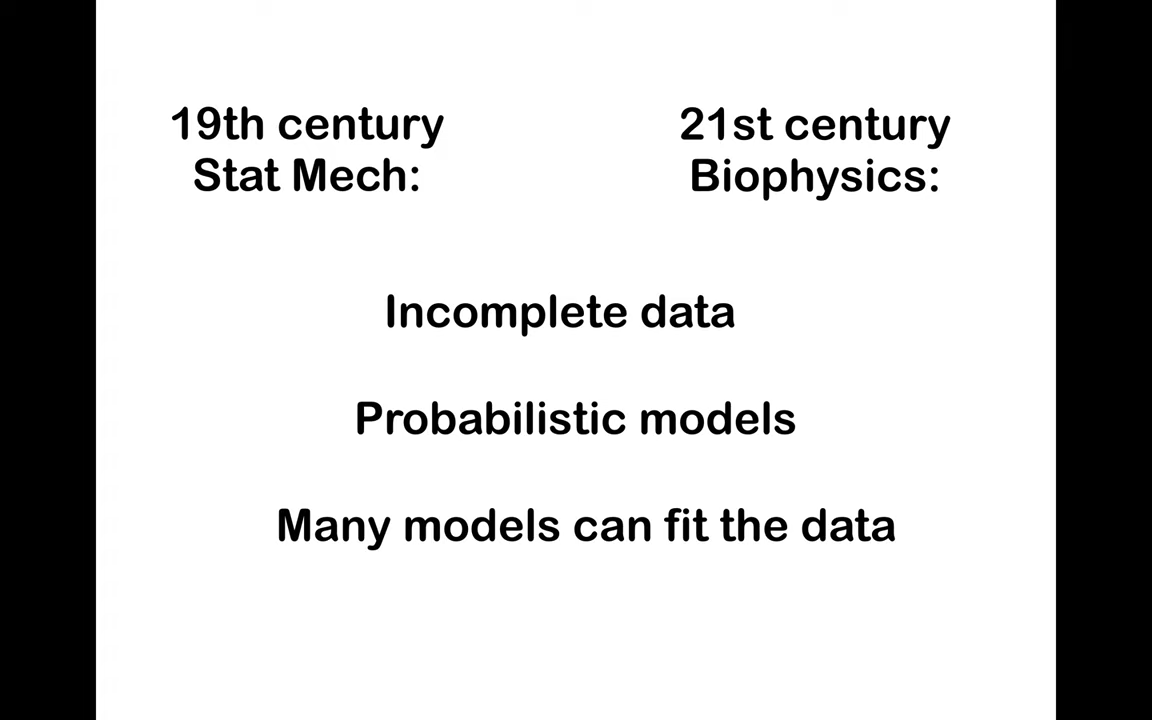 19th century
Stat Mech:
21st century
Biophysics:
Incomplete data
Probabilistic models
Many models can fit the data